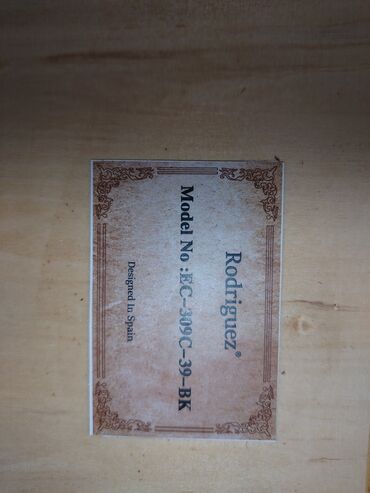 Rodriguez®
Model No :EC-309C-39-BK
Designed in Spain